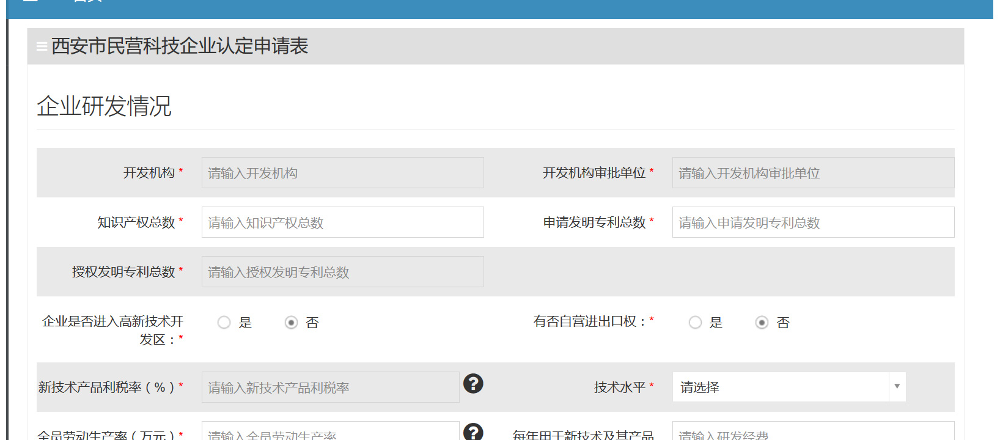 首页
西安市民营科技企业认定申请表
企业研发情况
开发机构 * 请输入开发机构 开发机构审批单位 * 请输入开发机构审批单位
知识产权总数 * 请输入知识产权总数 申请发明专利总数 * 请输入申请发明专利总数
授权发明专利总数 * 请输入授权发明专利总数
企业是否进入高新技术开
发区：* 是 否 有否自营进出口权：* 是 否
新技术产品利税率（%）* 请输入新技术产品利税率 ? 技术水平 * 请选择
全员劳动生产率（万元）* 请输入全员劳动生产率 ? 每年用于新技术及其产品 请输入研发经费